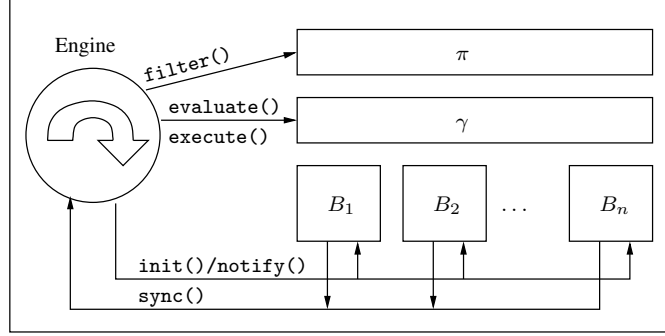 Engine
filter()
π
evaluate()
execute()
γ
B1
B2
...
Bn
init()/notify()
sync()